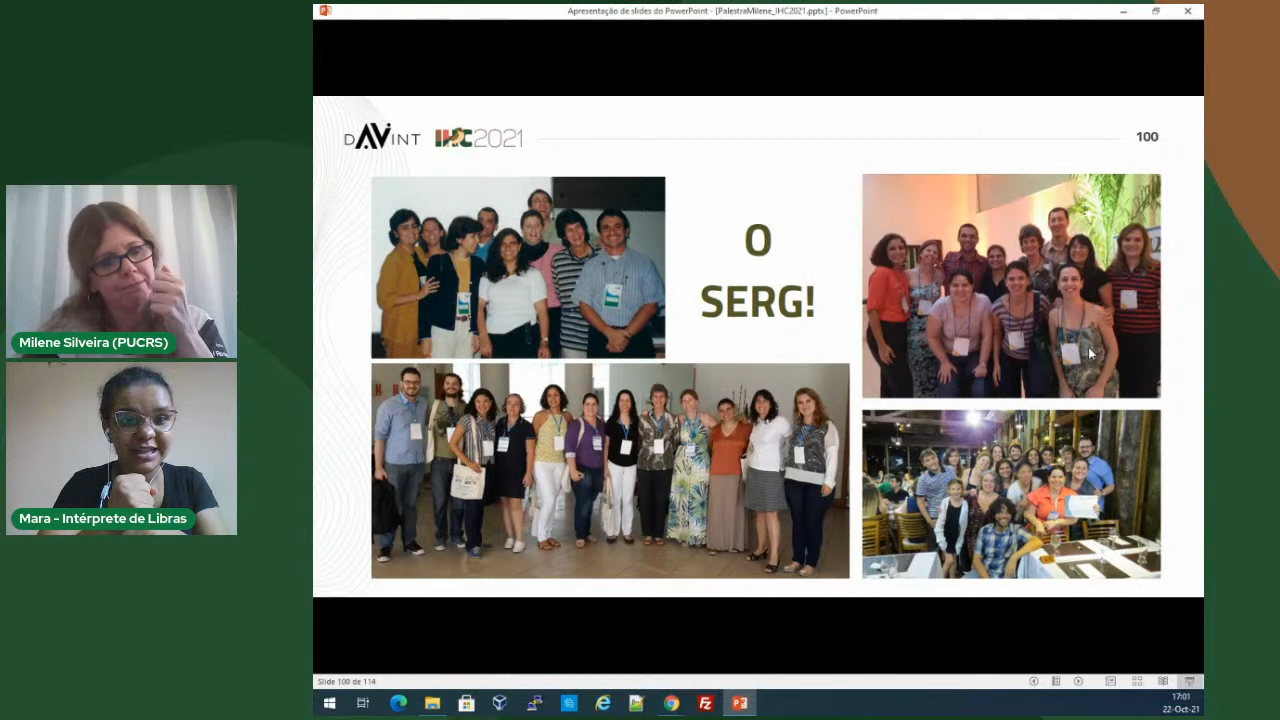 Apresentação de slides do PowerPoint - [PalestraMilene_IHC2021.pptx] - PowerPoint
DAVINT IHC2021
100
O
SERG!
Milene Silveira (PUCRS)
Mara - Intérprete de Libras
Slide 100 de 114
17:01
22-Oct-21